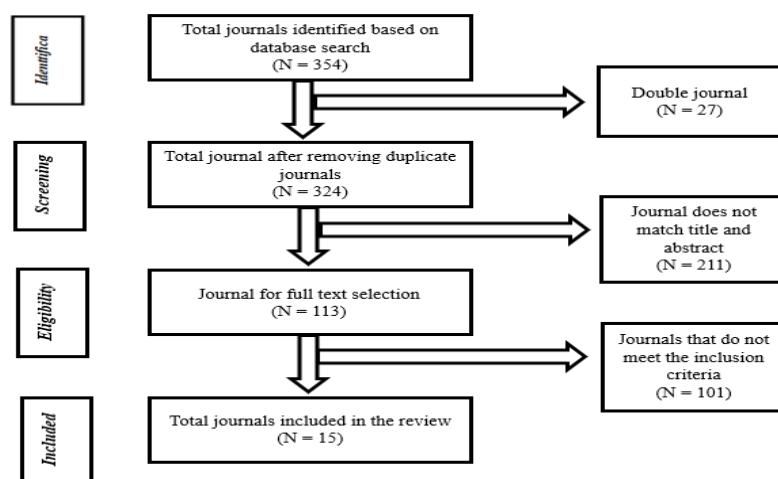 Identifica
Total journals identified based on
database search
(N = 354)
Double journal
(N = 27)
Screening
Total journal after removing duplicate
journals
(N = 324)
Journal does not
match title and
abstract
(N = 211)
Eligibility
Journal for full text selection
(N = 113)
Journals that do not
meet the inclusion
criteria
(N = 101)
Included
Total journals included in the review
(N = 15)